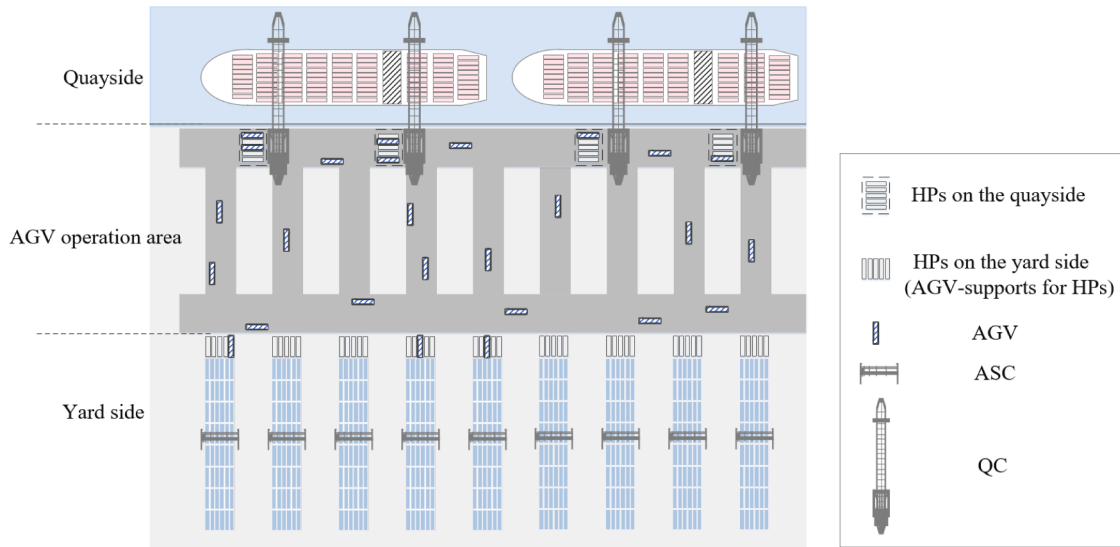 Quayside
AGV operation area
Yard side
HPs on the quayside
HPs on the yard side
(AGV-supports for HPs)
AGV
ASC
QC